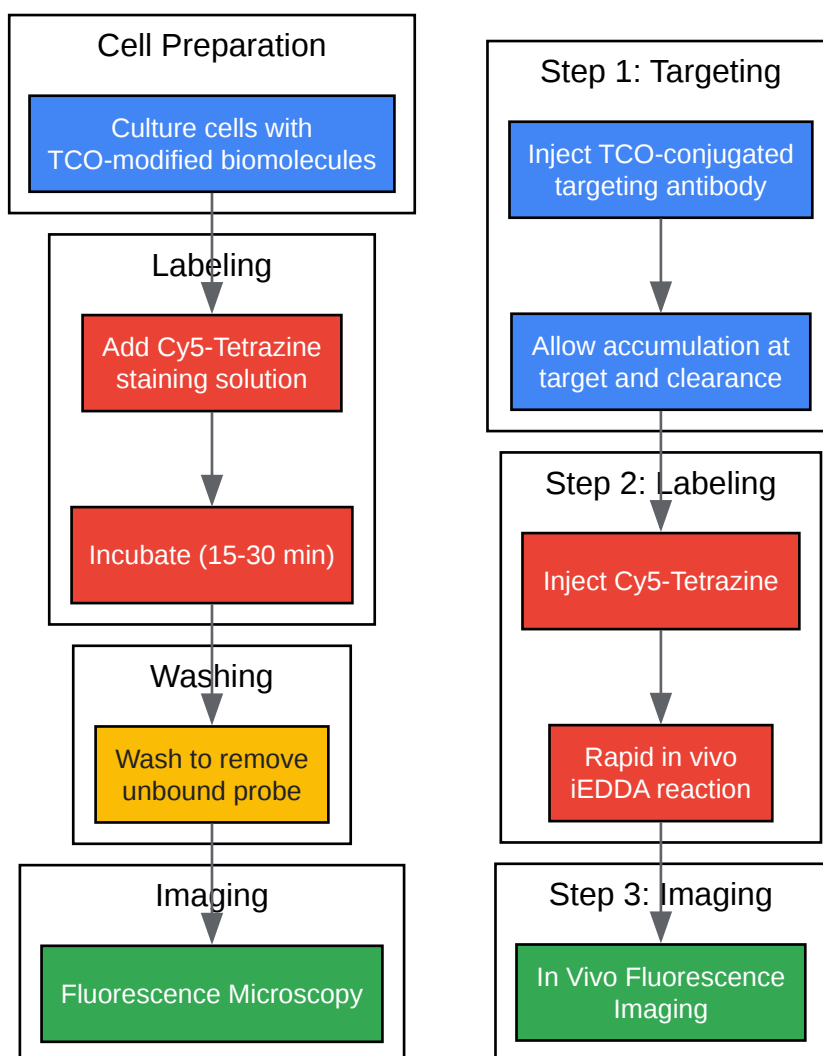 Cell Preparation
Culture cells with
TCO-modified biomolecules
Labeling
Add Cy5-Tetrazine
staining solution
Incubate (15-30 min)
Washing
Wash to remove
unbound probe
Imaging
Fluorescence Microscopy
Step 1: Targeting
Inject TCO-conjugated
targeting antibody
Allow accumulation at
target and clearance
Step 2: Labeling
Inject Cy5-Tetrazine
Rapid in vivo
iEDDA reaction
Step 3: Imaging
In Vivo Fluorescence
Imaging